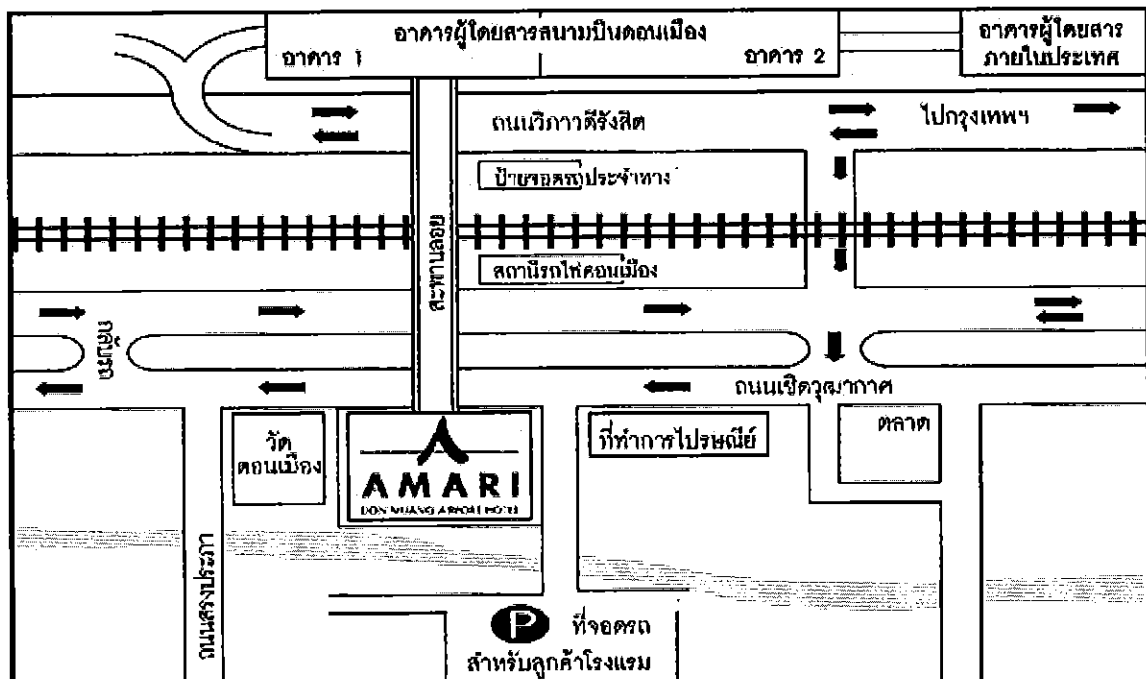 อาคารผู้โดยสารสนามบินดอนเมือง
อาคาร 1
อาคาร 2
อาคารผู้โดยสาร
ภายในประเทศ
ถนนวิภาวดีรังสิต
ไปกรุงเทพฯ
ป้ายจอดรถประจำทาง
สะพานลอย
สถานีรถไฟดอนเมือง
กลับรถ
ถนนเชิดวุฒากาศ
วัด
ดอนเมือง
AMARI
DON MUANG AIRPORT HOTEL
ที่ทำการไปรษณีย์
ตลาด
ถนนสรงประภา
P ที่จอดรถ
สำหรับลูกค้าโรงแรม